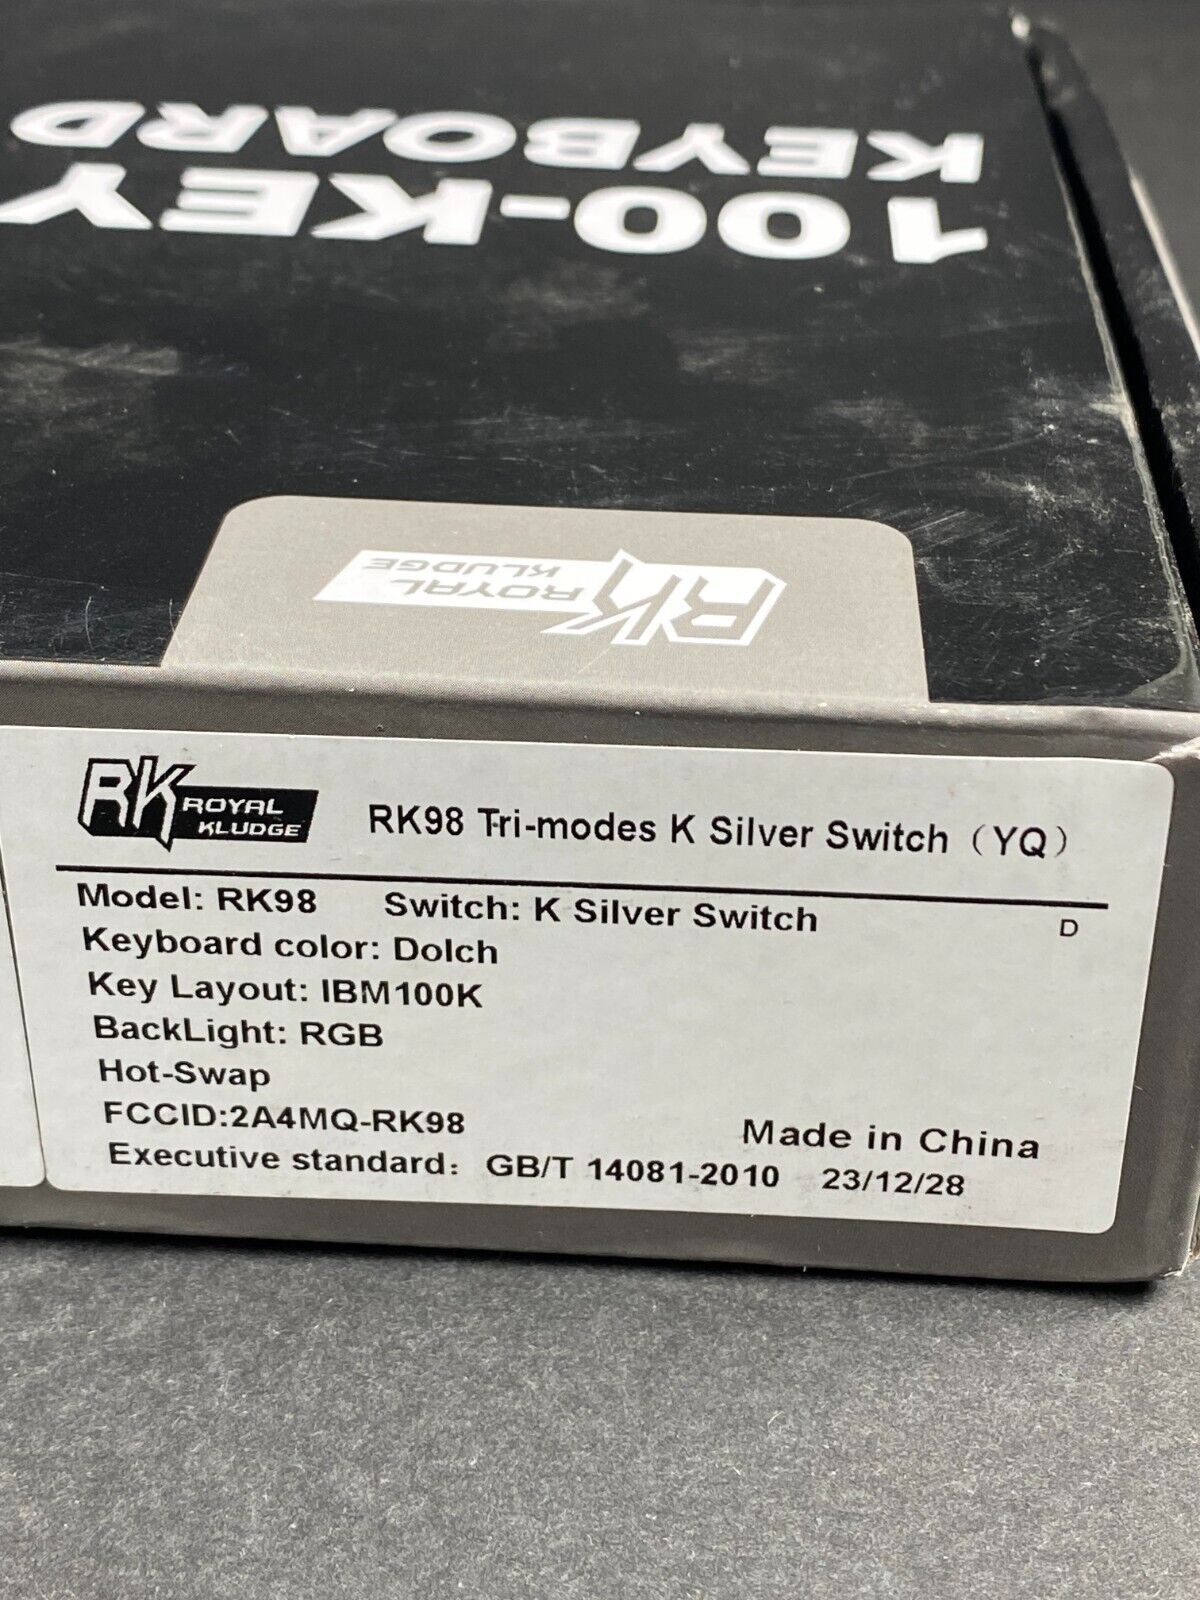 100-KEY
KEYBOARD
RK ROYAL
KLUDGE
RK ROYAL
KLUDGE
RK98 Tri-modes K Silver Switch（YQ）
Model: RK98 Switch: K Silver Switch D
Keyboard color: Dolch
Key Layout: IBM100K
BackLight: RGB
Hot-Swap
FCCID:2A4MQ-RK98
Made in China
Executive standard： GB/T 14081-2010 23/12/28